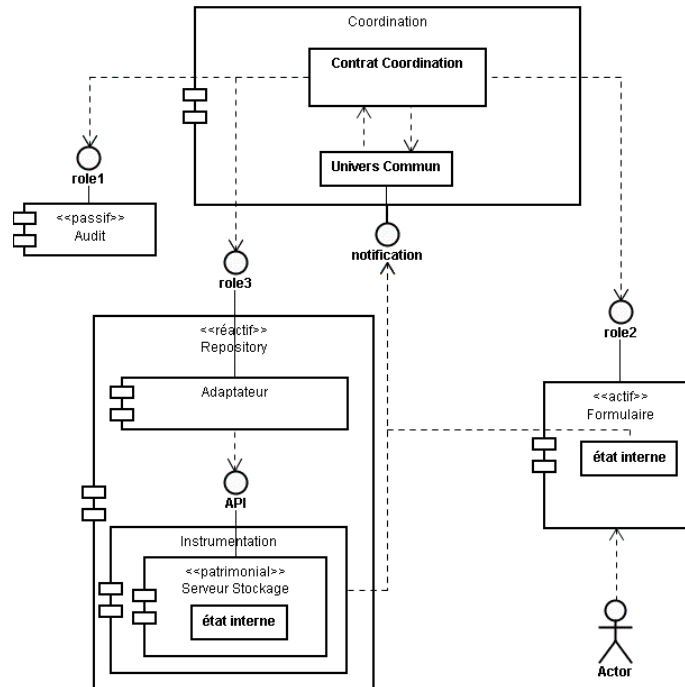 Coordination
Contrat Coordination
Univers Commun
role1
<<passif>>
Audit
notification
role3
role2
<<réactif>>
Repository
Adaptateur
<<actif>>
Formulaire
état interne
API
Instrumentation
<<patrimonial>>
Serveur Stockage
état interne
Actor